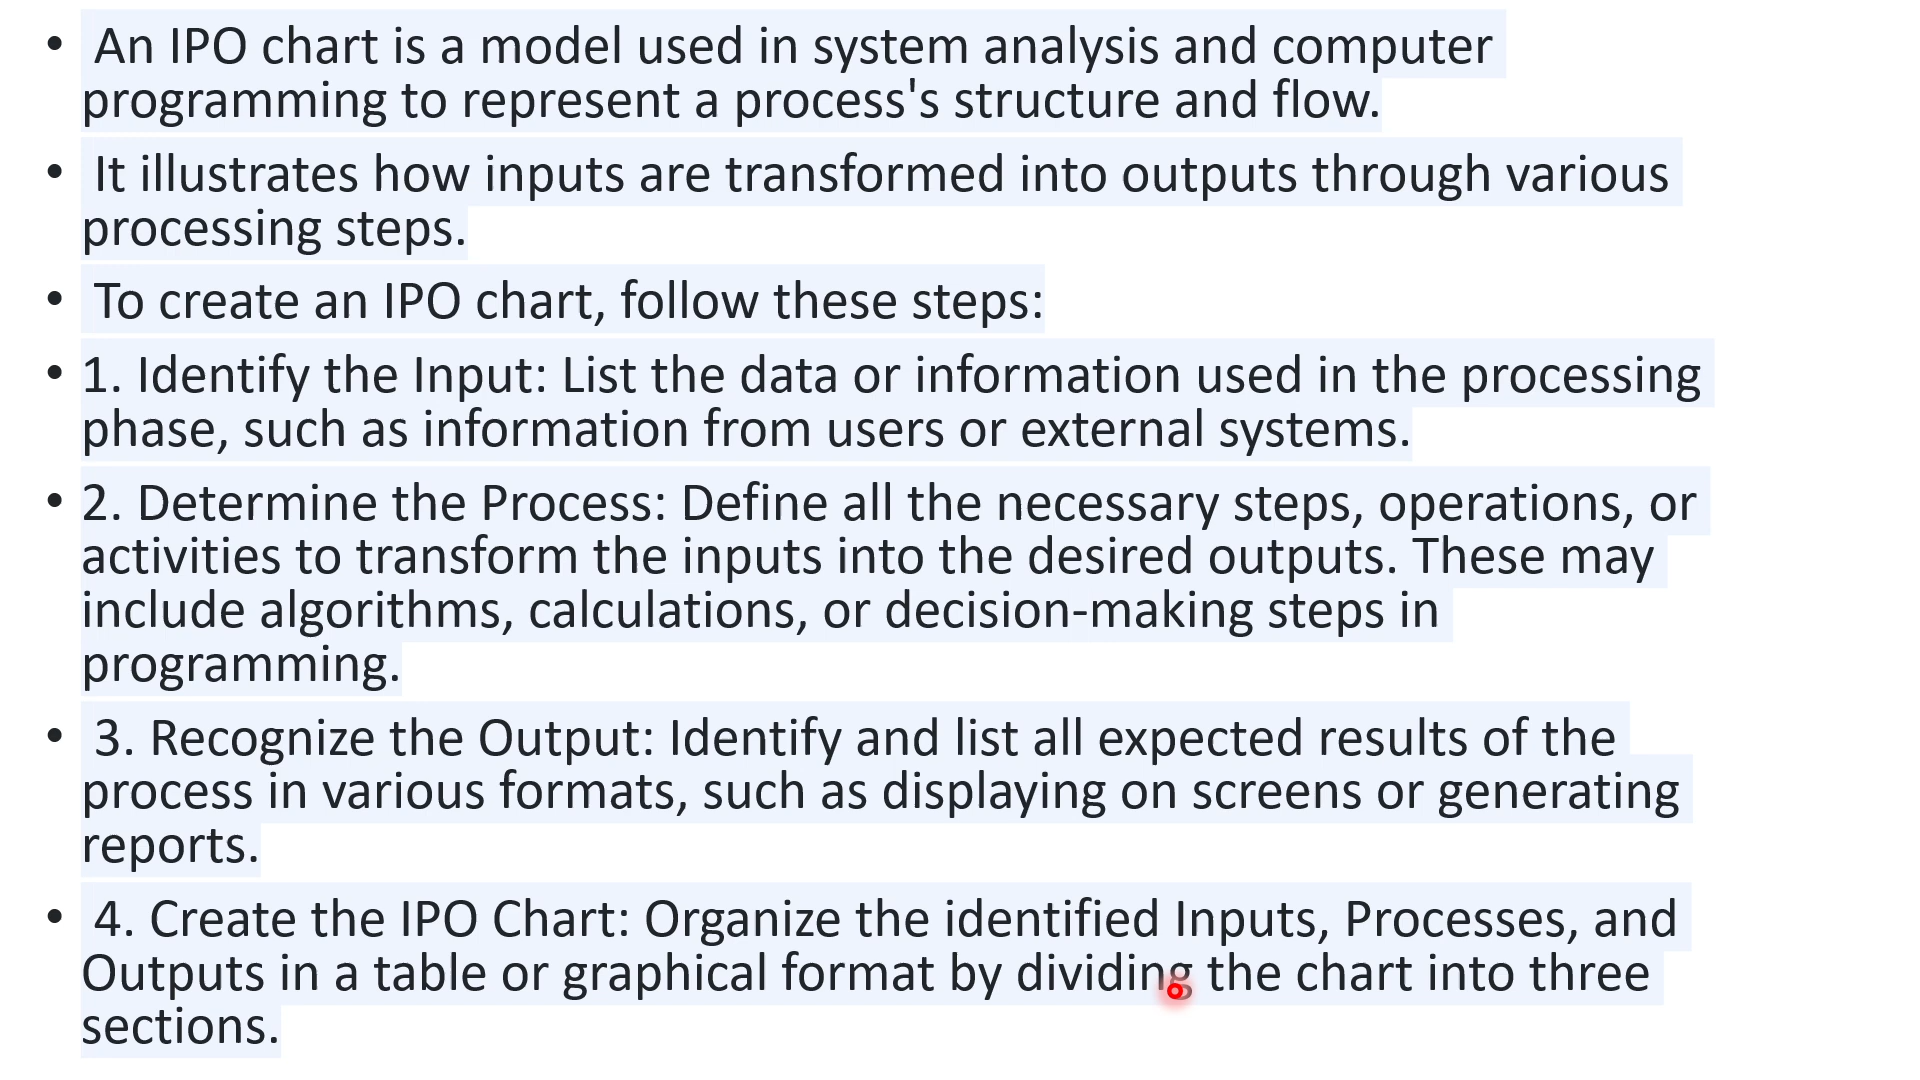 • An IPO chart is a model used in system analysis and computer
programming to represent a process's structure and flow.
• It illustrates how inputs are transformed into outputs through various
processing steps.
• To create an IPO chart, follow these steps:
• 1. Identify the Input: List the data or information used in the processing
phase, such as information from users or external systems.
• 2. Determine the Process: Define all the necessary steps, operations, or
activities to transform the inputs into the desired outputs. These may
include algorithms, calculations, or decision-making steps in
programming.
• 3. Recognize the Output: Identify and list all expected results of the
process in various formats, such as displaying on screens or generating
reports.
• 4. Create the IPO Chart: Organize the identified Inputs, Processes, and
Outputs in a table or graphical format by dividing the chart into three
sections.